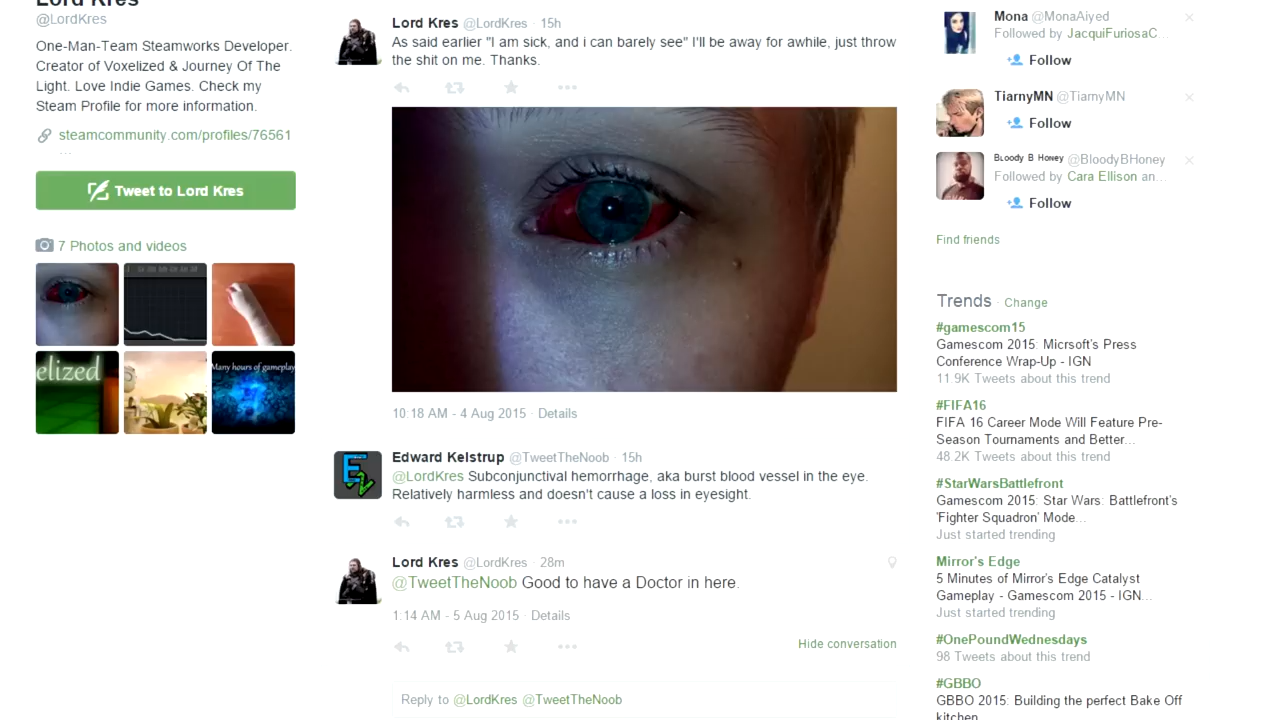 Lord Kres
@LordKres
One-Man-Team Steamworks Developer.
Creator of Voxelized & Journey Of The
Light. Love Indie Games. Check my
Steam Profile for more information.
steamcommunity.com/profiles/76561
...
Tweet to Lord Kres
7 Photos and videos
elized
Many hours of gameplay
Lord Kres @LordKres · 15h
As said earlier "I am sick, and i can barely see" I'll be away for awhile, just throw
the shit on me. Thanks.
10:18 AM - 4 Aug 2015 · Details
Edward Kelstrup @TweetTheNoob · 15h
@LordKres Subconjunctival hemorrhage, aka burst blood vessel in the eye.
Relatively harmless and doesn't cause a loss in eyesight.
Lord Kres @LordKres · 28m
@TweetTheNoob Good to have a Doctor in here.
1:14 AM - 5 Aug 2015 · Details
Hide conversation
Reply to @LordKres @TweetTheNoob
Mona @MonaAiyed
Followed by JacquiFuriosaC...
Follow
TiarnyMN @TiarnyMN
Follow
Bloody B Honey @BloodyBHoney
Followed by Cara Ellison an...
Follow
Find friends
Trends · Change
#gamescom15
Gamescom 2015: Micrsoft's Press
Conference Wrap-Up - IGN
11.9K Tweets about this trend
#FIFA16
FIFA 16 Career Mode Will Feature Pre-
Season Tournaments and Better...
48.2K Tweets about this trend
#StarWarsBattlefront
Gamescom 2015: Star Wars: Battlefront's
'Fighter Squadron' Mode...
Just started trending
Mirror's Edge
5 Minutes of Mirror's Edge Catalyst
Gameplay - Gamescom 2015 - IGN...
Just started trending
#OnePoundWednesdays
98 Tweets about this trend
#GBBO
GBBO 2015: Building the perfect Bake Off
kitchen